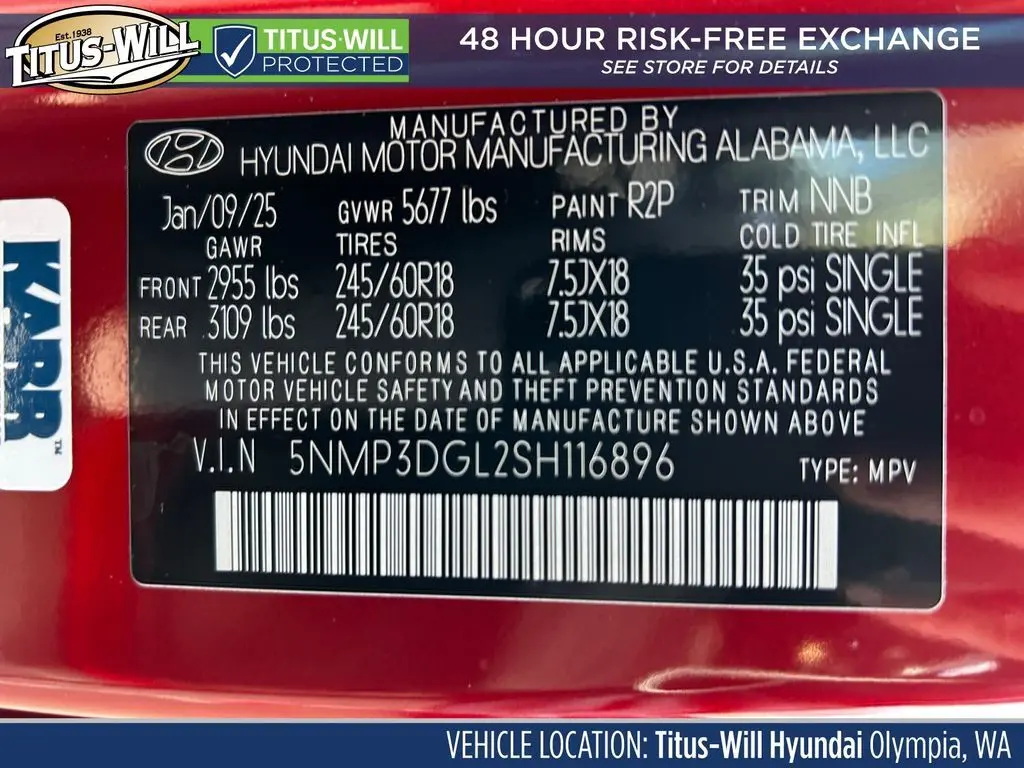 Est. 1938
TITUS-WILL
TITUS-WILL
PROTECTED
48 HOUR RISK-FREE EXCHANGE
SEE STORE FOR DETAILS
MANUFACTURED BY
HYUNDAI MOTOR MANUFACTURING ALABAMA, LLC
Jan/09/25 GVWR 5677 lbs PAINT R2P TRIM NNB
GAWR TIRES RIMS COLD TIRE INFL
FRONT 2955 lbs 245/60R18 7.5JX18 35 psi SINGLE
REAR 3109 lbs 245/60R18 7.5JX18 35 psi SINGLE
THIS VEHICLE CONFORMS TO ALL APPLICABLE U.S.A. FEDERAL
MOTOR VEHICLE SAFETY AND THEFT PREVENTION STANDARDS
IN EFFECT ON THE DATE OF MANUFACTURE SHOWN ABOVE
V.I.N 5NMP3DGL2SH116896 TYPE: MPV
KARR™
VEHICLE LOCATION: Titus-Will Hyundai Olympia, WA